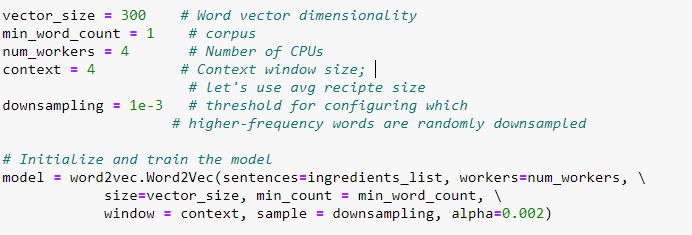 vector_size = 300    # Word vector dimensionality
min_word_count = 1    # corpus
num_workers = 4       # Number of CPUs
context = 4          # Context window size;
                      # let's use avg recipte size
downsampling = 1e-3   # threshold for configuring which
                    # higher-frequency words are randomly downsampled
# Initialize and train the model
model = word2vec.Word2Vec(sentences=ingredients_list, workers=num_workers, \
            size=vector_size, min_count = min_word_count, \
            window = context, sample = downsampling, alpha=0.002)